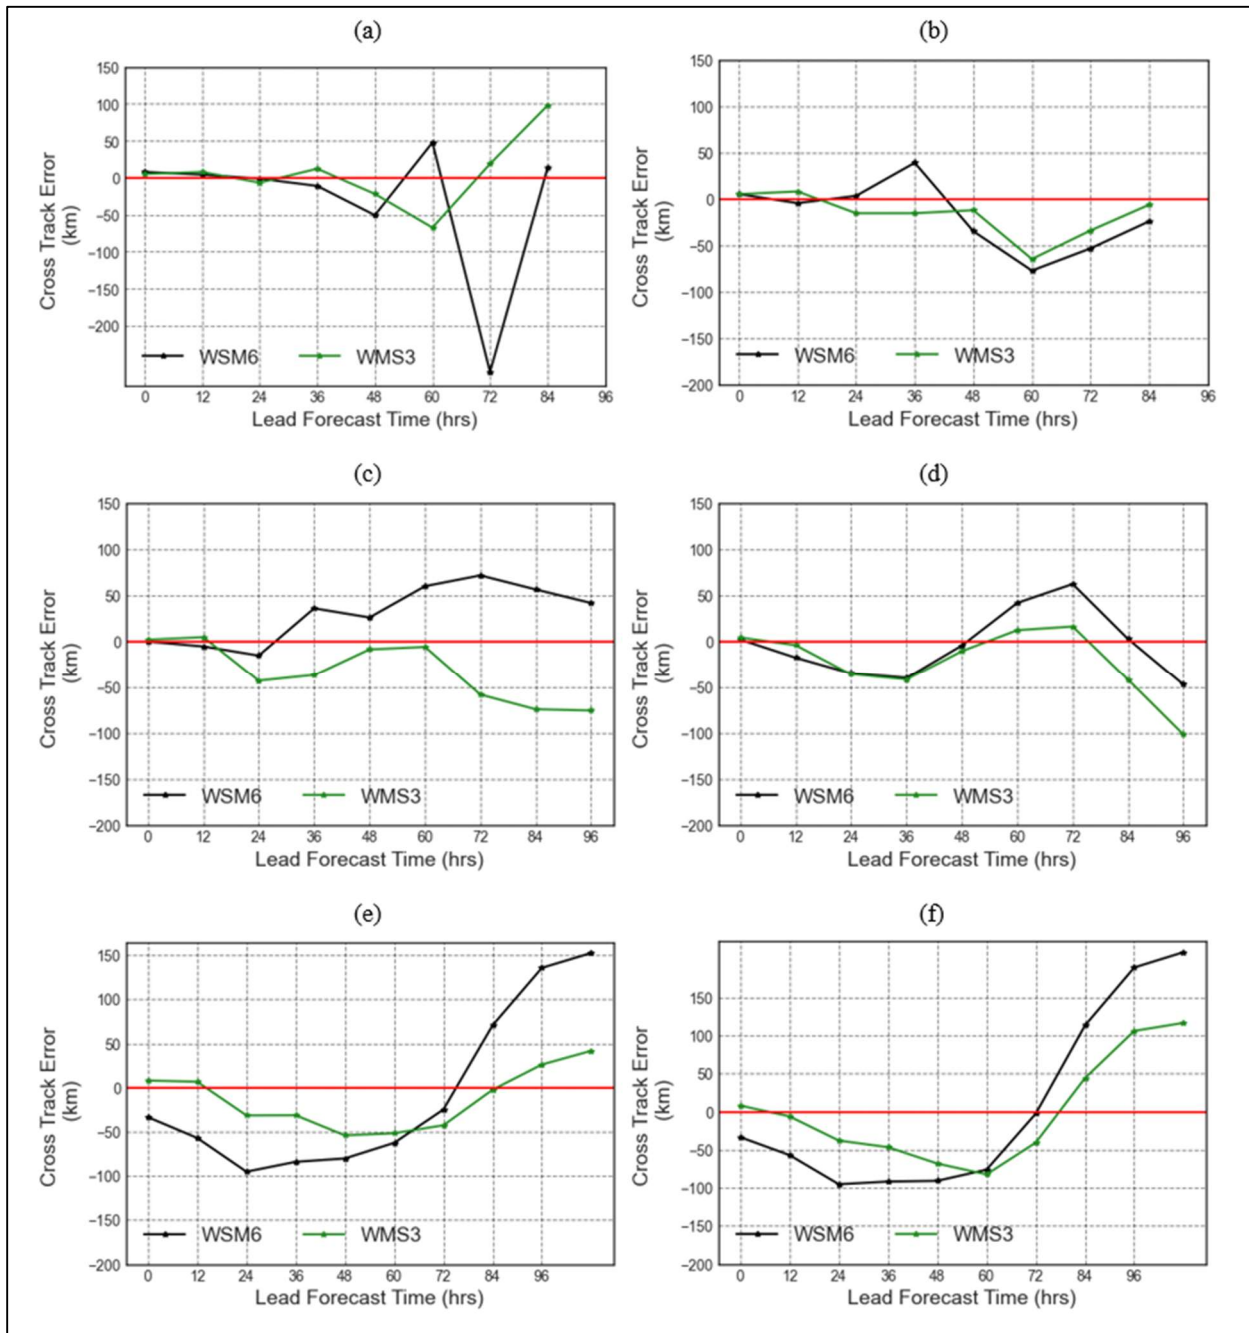 (a)
150
100
50
0
−50
−100
−150
−200
Cross Track Error
(km)
WSM6 WMS3
0 12 24 36 48 60 72 84 96
Lead Forecast Time (hrs)
(b)
150
100
50
0
−50
−100
−150
−200
Cross Track Error
(km)
WSM6 WMS3
0 12 24 36 48 60 72 84 96
Lead Forecast Time (hrs)
(c)
150
100
50
0
−50
−100
−150
−200
Cross Track Error
(km)
WSM6 WMS3
0 12 24 36 48 60 72 84 96
Lead Forecast Time (hrs)
(d)
150
100
50
0
−50
−100
−150
−200
Cross Track Error
(km)
WSM6 WMS3
0 12 24 36 48 60 72 84 96
Lead Forecast Time (hrs)
(e)
150
100
50
0
−50
−100
−150
−200
Cross Track Error
(km)
WSM6 WMS3
0 12 24 36 48 60 72 84 96
Lead Forecast Time (hrs)
(f)
150
100
50
0
−50
−100
−150
−200
Cross Track Error
(km)
WSM6 WMS3
0 12 24 36 48 60 72 84 96
Lead Forecast Time (hrs)